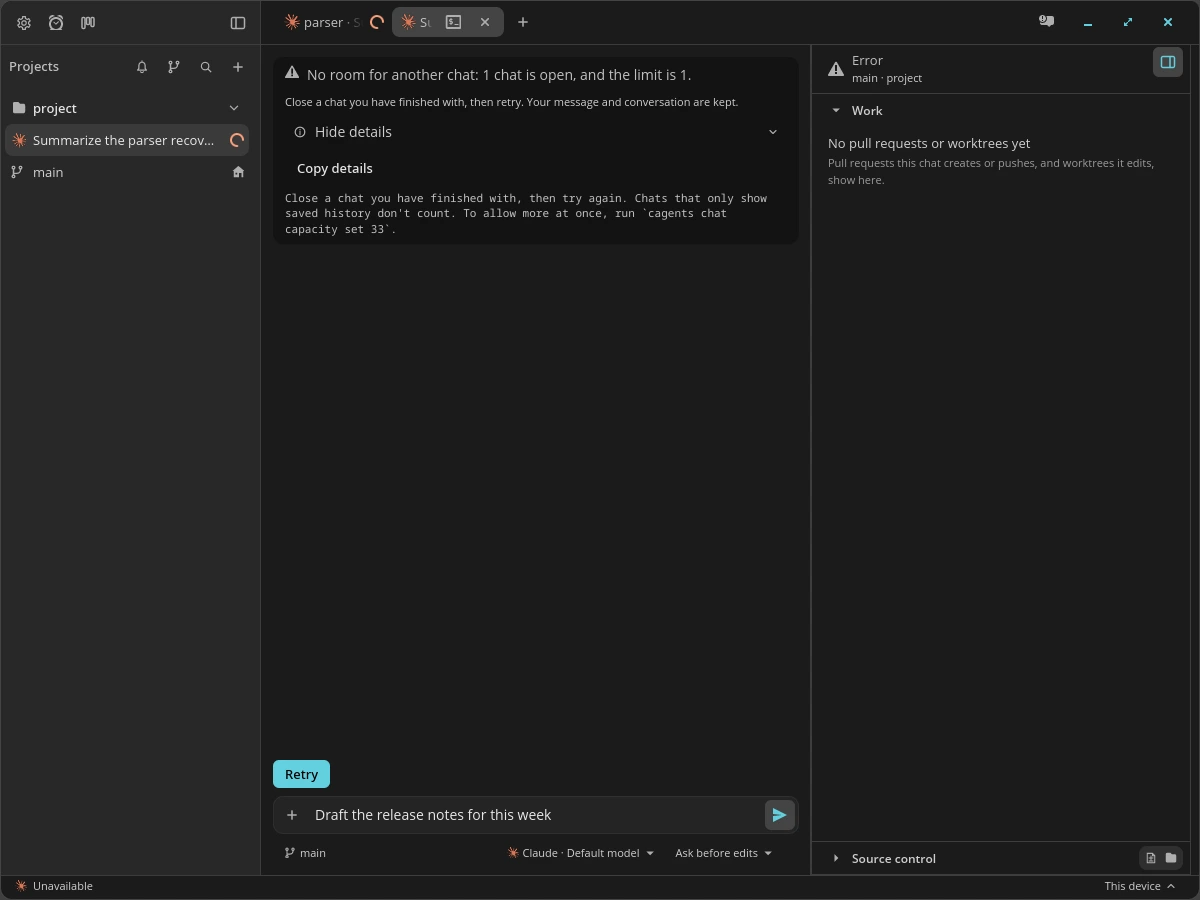 parser ·
Projects
project
Summarize the parser recov...
main
No room for another chat: 1 chat is open, and the limit is 1.
Close a chat you have finished with, then retry. Your message and conversation are kept.
Hide details
Copy details
Close a chat you have finished with, then try again. Chats that only show
saved history don't count. To allow more at once, run `cagents chat
capacity set 33`.
Retry
Draft the release notes for this week
main
Claude · Default model
Ask before edits
Error
main · project
Work
No pull requests or worktrees yet
Pull requests this chat creates or pushes, and worktrees it edits,
show here.
Source control
Unavailable
This device